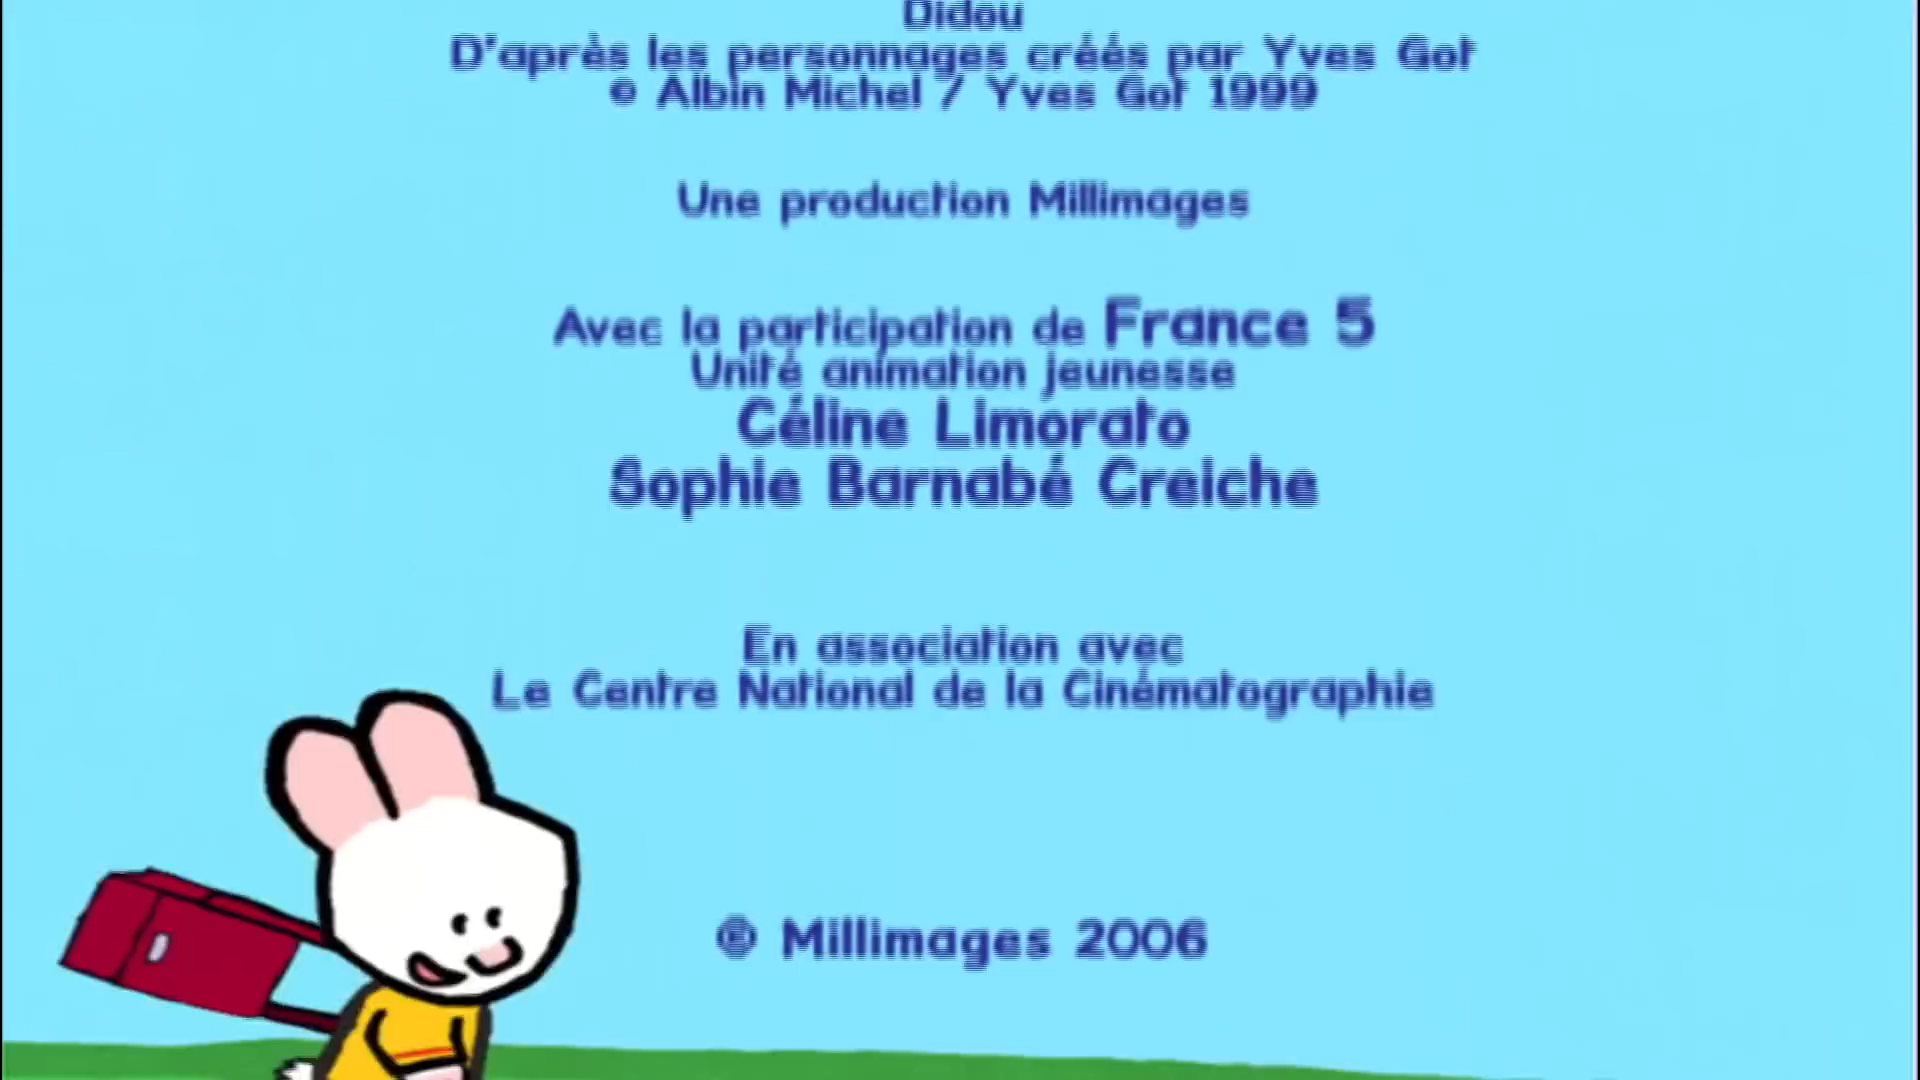 Didou
D'après les personnages créés par Yves Got
© Albin Michel / Yves Got 1999
Une production Millimages
Avec la participation de France 5
Unité animation jeunesse
Céline Limorato
Sophie Barnabé Creiche
En association avec
Le Centre National de la Cinématographie
© Millimages 2006